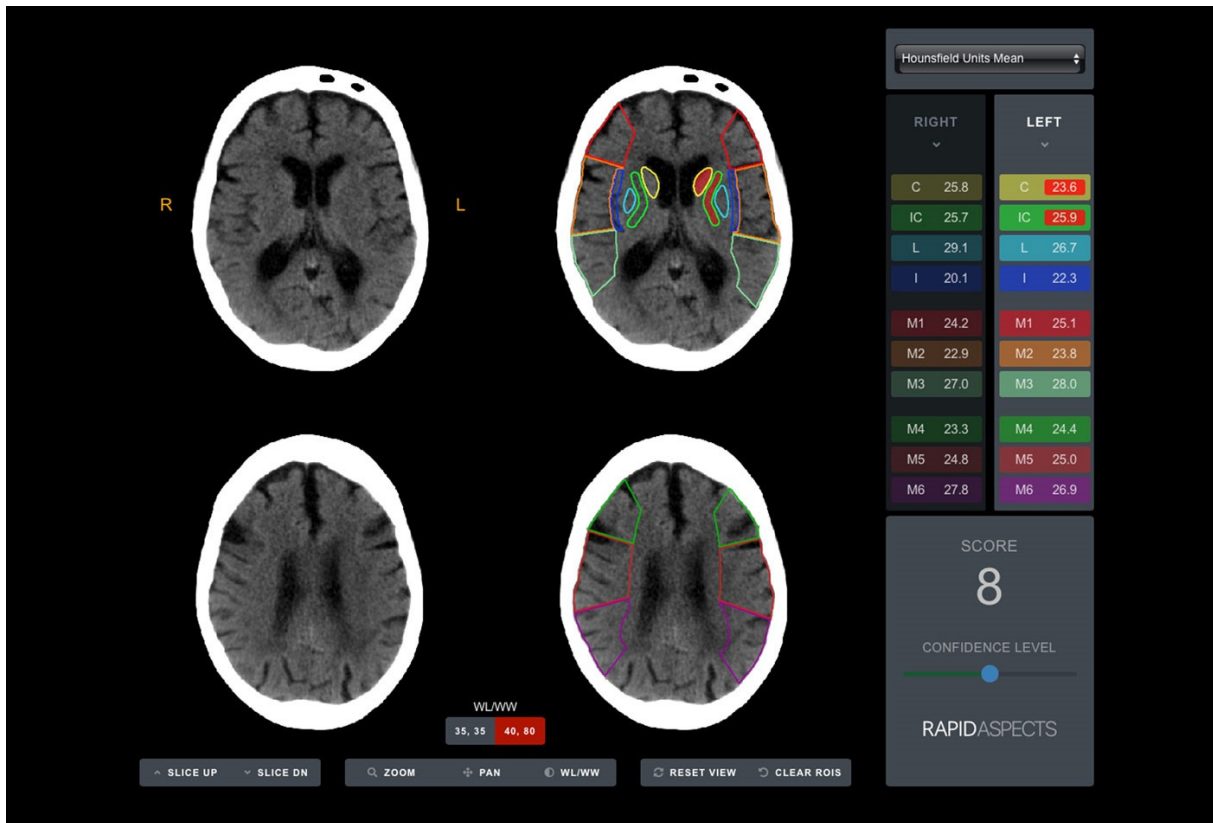 Hounsfield Units Mean
RIGHT LEFT
R L
C 25.8 C 23.6
IC 25.7 IC 25.9
L 29.1 L 26.7
I 20.1 I 22.3
M1 24.2 M1 25.1
M2 22.9 M2 23.8
M3 27.0 M3 28.0
M4 23.3 M4 24.4
M5 24.8 M5 25.0
M6 27.8 M6 26.9
SCORE
8
CONFIDENCE LEVEL
RAPIDASPECTS
WL/WW
35, 35 40, 80
SLICE UP SLICE DN ZOOM PAN WL/WW RESET VIEW CLEAR ROIS